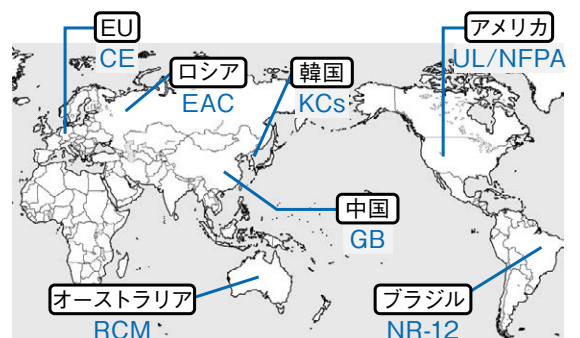 EU
CE
ロシア
EAC
韓国
KCs
アメリカ
UL/NFPA
中国
GB
オーストラリア
RCM
ブラジル
NR-12